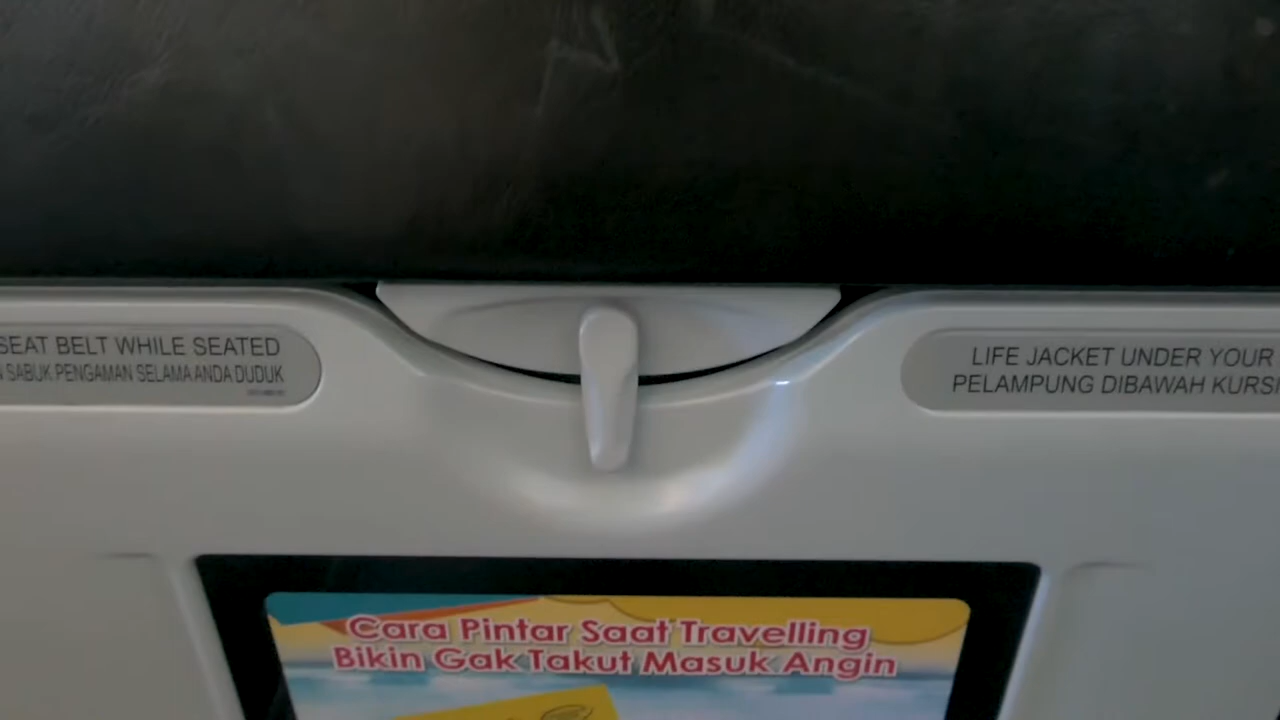 SEAT BELT WHILE SEATED
SABUK PENGAMAN SELAMA ANDA DUDUK
LIFE JACKET UNDER YOUR
PELAMPUNG DIBAWAH KURSI
Cara Pintar Saat Travelling
Bikin Gak Takut Masuk Angin